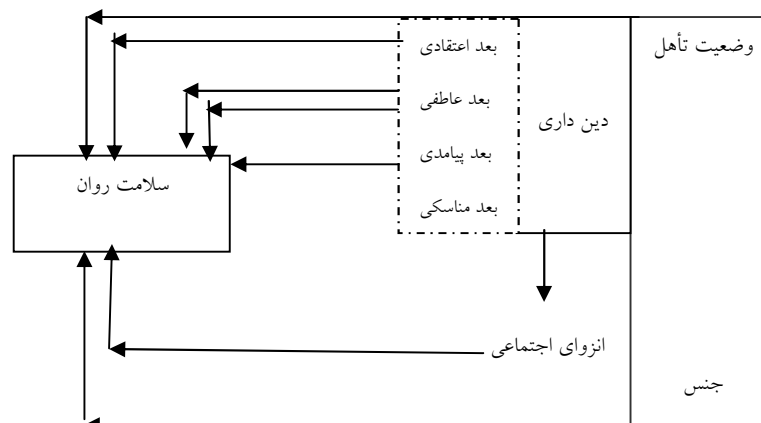 وضعیت تأهل
دین داری
بعد اعتقادی
بعد عاطفی
بعد پیامدی
بعد مناسکی
سلامت روان
انزوای اجتماعی
جنس